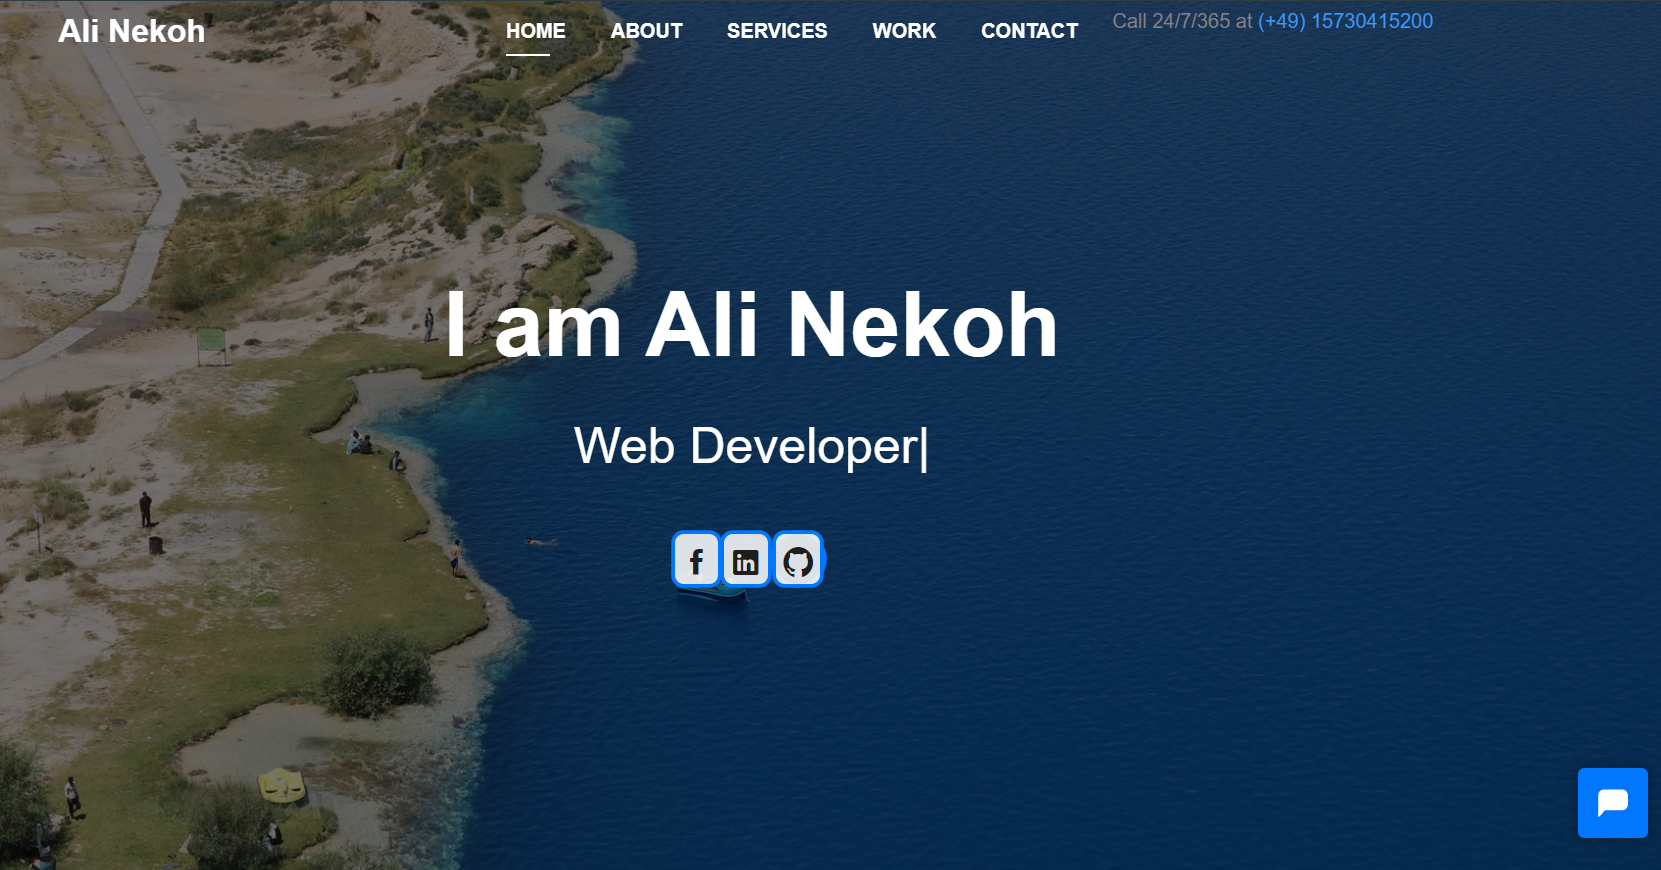 Ali Nekoh
HOME ABOUT SERVICES WORK CONTACT
Call 24/7/365 at (+49) 15730415200
I am Ali Nekoh
Web Developer|